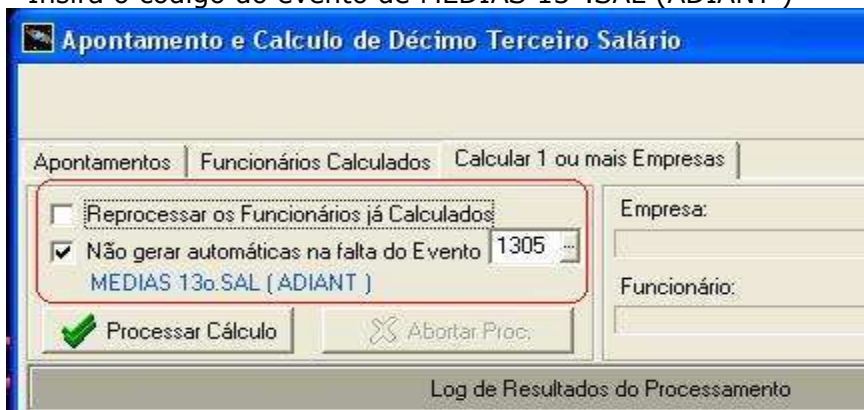 Insira o código do evento de MEDIAS 13º.SAL (ADIANT )
Apontamento e Calculo de Décimo Terceiro Salário
Apontamentos Funcionários Calculados Calcular 1 ou mais Empresas
Reprocessar os Funcionários já Calculados
Não gerar automáticas na falta do Evento 1305 ...
MEDIAS 13o.SAL ( ADIANT )
Empresa:
Funcionário:
Processar Cálculo Abortar Proc.
Log de Resultados do Processamento